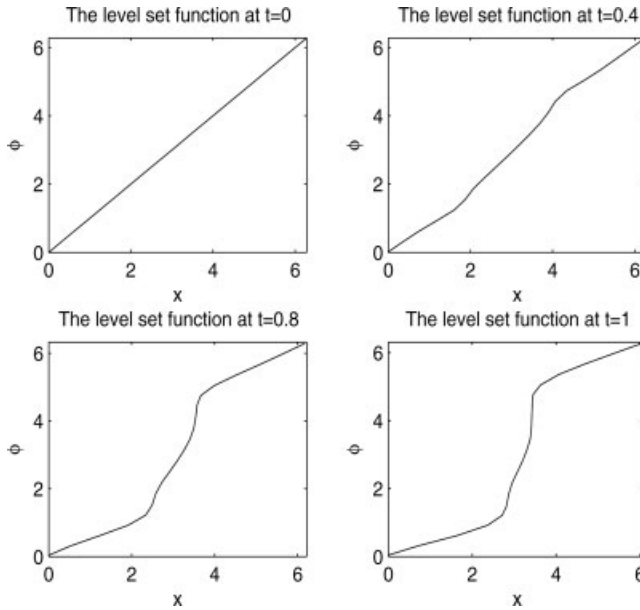 The level set function at t=0
The level set function at t=0.4
6
4
2
0
ϕ
0
2
4
6
x
6
4
2
0
ϕ
0
2
4
6
x
The level set function at t=0.8
The level set function at t=1
6
4
2
0
ϕ
0
2
4
6
x
6
4
2
0
ϕ
0
2
4
6
x